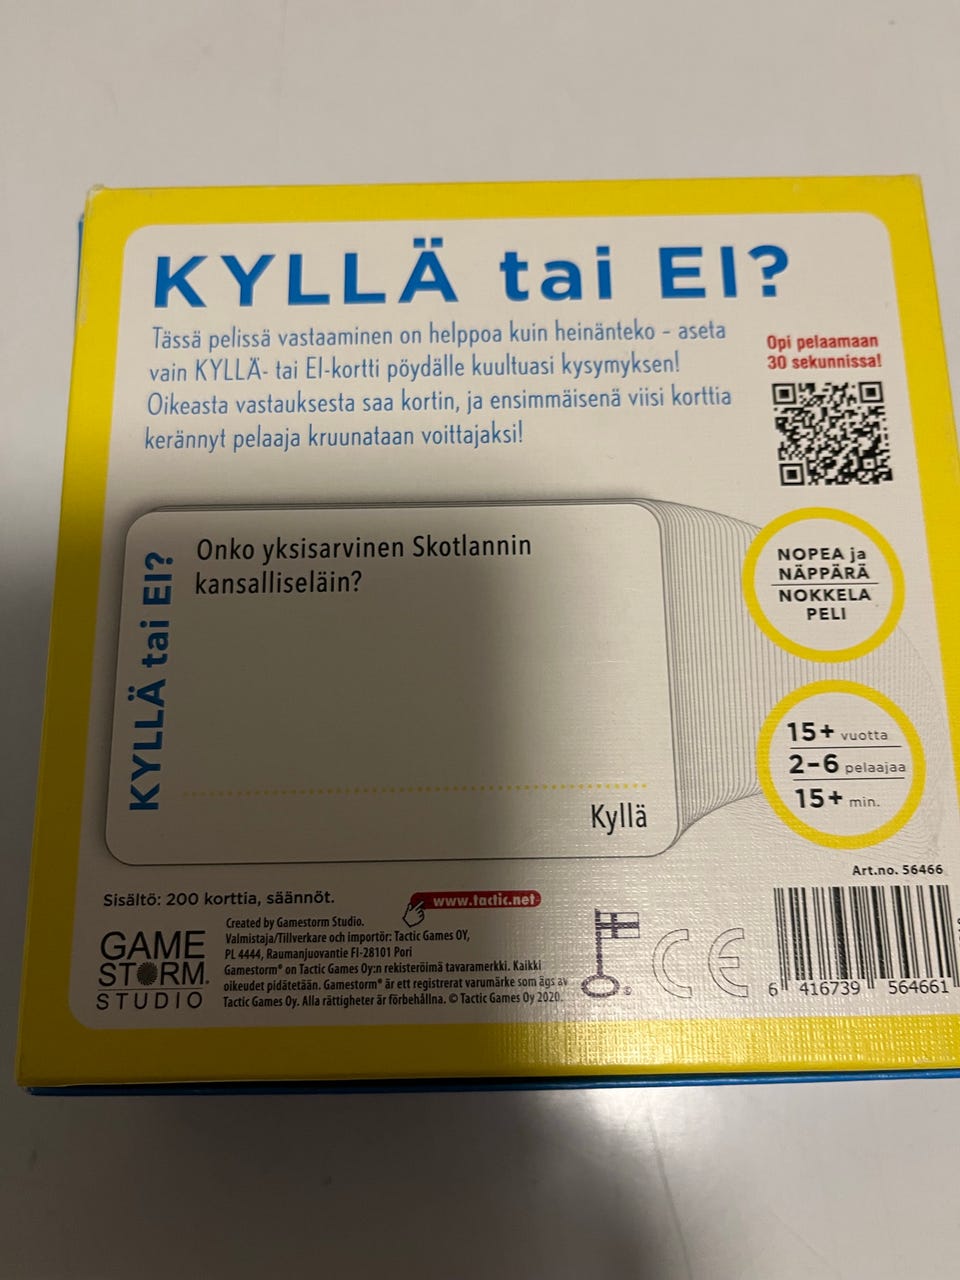 KYLLÄ tai EI?
Tässä pelissä vastaaminen on helppoa kuin heinänteko – aseta
vain KYLLÄ- tai EI-kortti pöydälle kuultuasi kysymyksen!
Oikeasta vastauksesta saa kortin, ja ensimmäisenä viisi korttia
kerännyt pelaaja kruunataan voittajaksi!
Opi pelaamaan
30 sekunnissa!
KYLLÄ tai EI?
Onko yksisarvinen Skotlannin
kansalliseläin?
Kyllä
NOPEA ja
NÄPPÄRÄ
NOKKELA
PELI
15+ vuotta
2–6 pelaajaa
15+ min.
Art.no. 56466
Sisältö: 200 korttia, säännöt.
www.tactic.net
GAME
STORM®
STUDIO
Created by Gamestorm Studio.
Valmistaja/Tillverkare och importör: Tactic Games OY,
PL 4444, Raumanjuovantie FI-28101 Pori
Gamestorm® on Tactic Games Oy:n rekisteröimä tavaramerkki. Kaikki
oikeudet pidätetään. Gamestorm® är ett registrerat varumärke som ägs av
Tactic Games Oy. Alla rättigheter är förbehållna. © Tactic Games Oy 2020.
CE
6 416739 564661